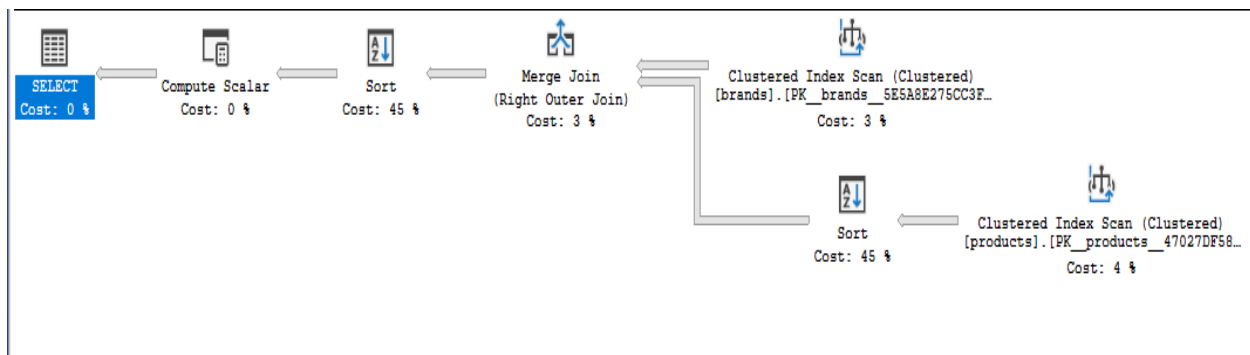 SELECT
Cost: 0 %
Compute Scalar
Cost: 0 %
Sort
Cost: 45 %
Merge Join
(Right Outer Join)
Cost: 3 %
Clustered Index Scan (Clustered)
[brands].[PK__brands__5E5A8E275CC3F…
Cost: 3 %
Sort
Cost: 45 %
Clustered Index Scan (Clustered)
[products].[PK__products__47027DF58…
Cost: 4 %